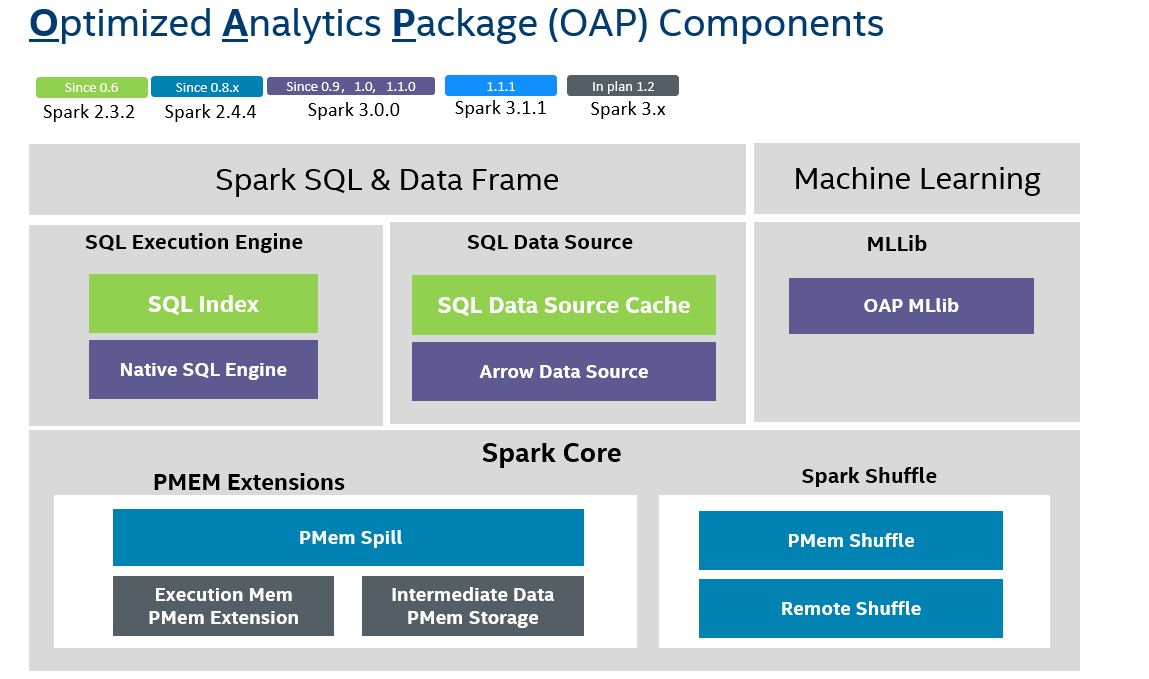 Optimized Analytics Package (OAP) Components
Since 0.6
Since 0.8.x
Since 0.9, 1.0, 1.1.0
1.1.1
In plan 1.2
Spark 2.3.2
Spark 2.4.4
Spark 3.0.0
Spark 3.1.1
Spark 3.x
Spark SQL & Data Frame
Machine Learning
SQL Execution Engine
SQL Data Source
MLLib
SQL Index
SQL Data Source Cache
OAP MLlib
Native SQL Engine
Arrow Data Source
Spark Core
PMEM Extensions
Spark Shuffle
PMem Spill
PMem Shuffle
Execution Mem
PMem Extension
Intermediate Data
PMem Storage
Remote Shuffle